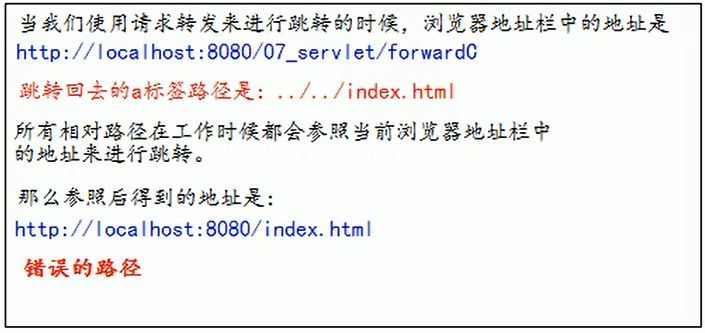 当我们使用请求转发来进行跳转的时候，浏览器地址栏中的地址是
http://localhost:8080/07_servlet/forwardC
跳转回去的a标签路径是：../../index.html
所有相对路径在工作时候都会参照当前浏览器地址栏中
的地址来进行跳转。
那么参照后得到的地址是：
http://localhost:8080/index.html
错误的路径